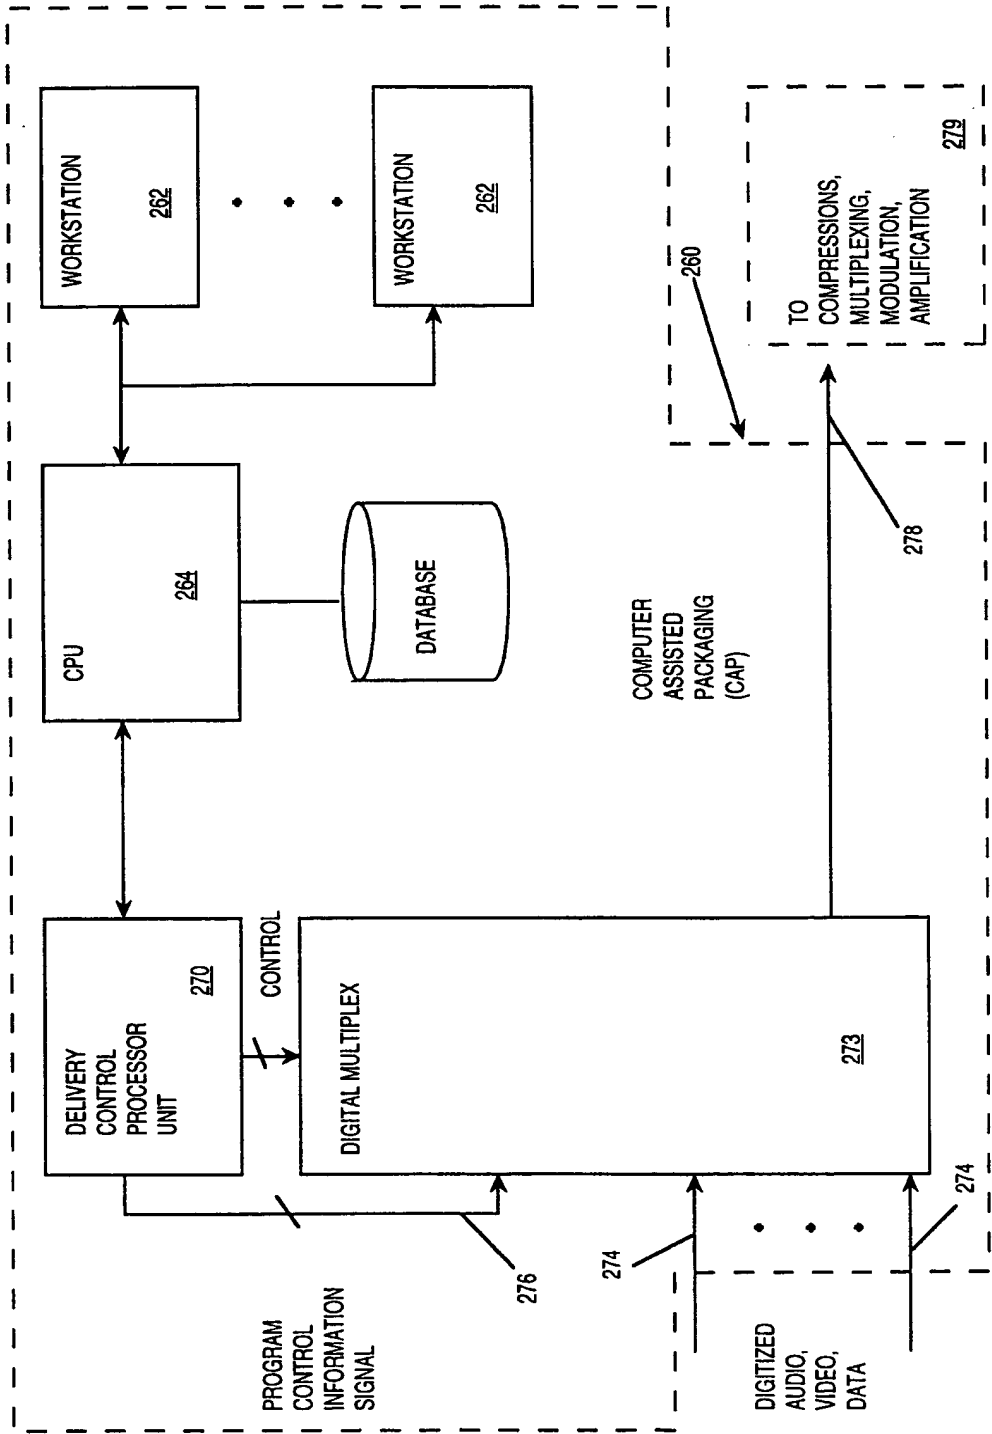 DELIVERY
CONTROL
PROCESSOR
UNIT
270
CPU
264
WORKSTATION
262
CONTROL
PROGRAM
CONTROL
INFORMATION
SIGNAL
276
DATABASE
WORKSTATION
262
DIGITAL MULTIPLEX
273
274
274
DIGITIZED
AUDIO,
VIDEO,
DATA
COMPUTER
ASSISTED
PACKAGING
(CAP)
260
278
TO
COMPRESSIONS,
MULTIPLEXING,
MODULATION,
AMPLIFICATION
279